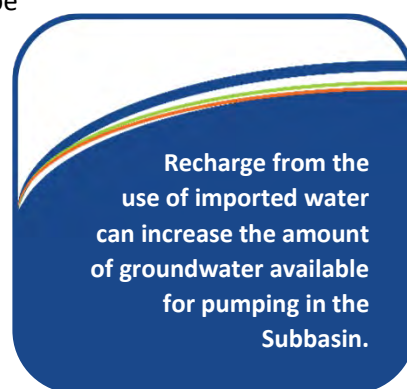 Recharge from the
use of imported water
can increase the amount
of groundwater available
for pumping in the
Subbasin.